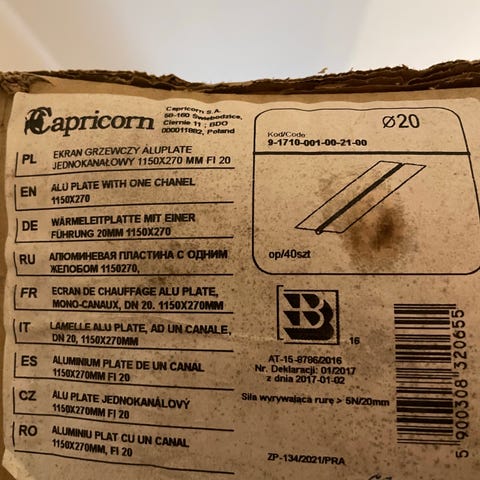 Capricorn
Capricorn S.A.
58-160 Świebodzice,
Ciernie 11 ; BDO
000011882, Poland
PL EKRAN GRZEWCZY ALUPLATE
JEDNOKANAŁOWY 1150X270 MM FI 20
EN ALU PLATE WITH ONE CHANEL
1150X270
DE WÄRMELEITPLATTE MIT EINER
FÜHRUNG 20MM 1150X270
RU АЛЮМИНЕВАЯ ПЛАСТИНА С ОДНИМ
ЖЕЛОБОМ 1150270,
FR ECRAN DE CHAUFFAGE ALU PLATE,
MONO-CANAUX, DN 20. 1150X270MM
IT LAMELLE ALU PLATE, AD UN CANALE,
DN 20, 1150X270MM
ES ALUMINIUM PLATE DE UN CANAL
1150X270MM FI 20
CZ ALU PLATE JEDNOKANÁLOVÝ
1150X270MM FI 20
RO ALUMINIU PLAT CU UN CANAL
1150X270MM, FI 20
Ø20
Kod/Code
9-1710-001-00-21-00
op/40szt
B
16
AT-15-8786/2016
Nr. Deklaracji: 01/2017
z dnia 2017-01-02
Siła wyrywająca rurę > 5N/20mm
ZP-134/2021/PRA
5 900308 320655